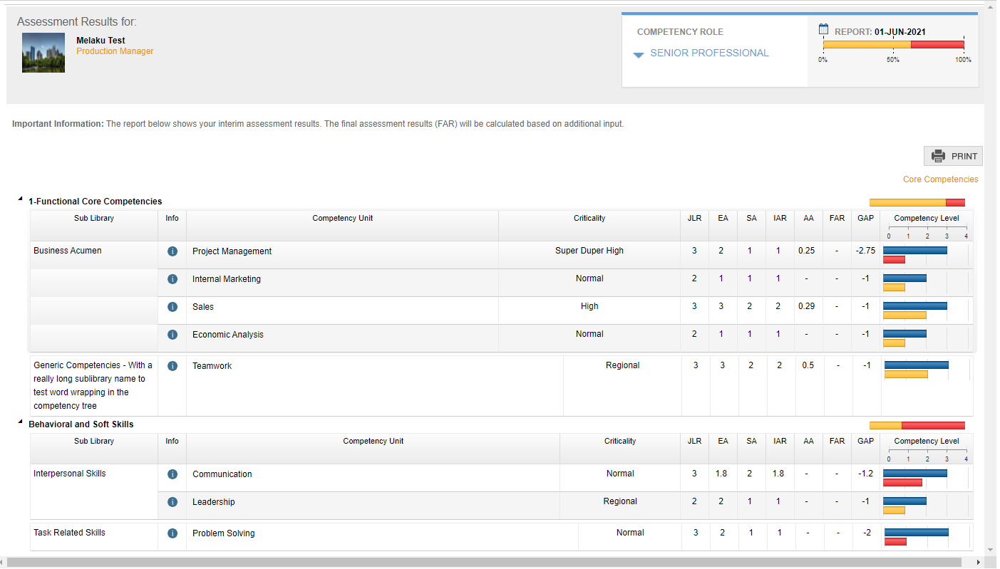 Assessment Results for:
Melaku Test
Production Manager
COMPETENCY ROLE
SENIOR PROFESSIONAL
REPORT: 01-JUN-2021
0% 50% 100%
Important Information: The report below shows your interim assessment results. The final assessment results (FAR) will be calculated based on additional input.
PRINT
Core Competencies
1-Functional Core Competencies
Sub Library Info Competency Unit Criticality JLR EA SA IAR AA FAR GAP Competency Level
0 1 2 3 4
Business Acumen i Project Management Super Duper High 3 2 1 1 0.25 - -2.75
i Internal Marketing Normal 2 1 1 1 - - -1
i Sales High 3 3 2 2 0.29 - -1
i Economic Analysis Normal 2 1 1 1 - - -1
Generic Competencies - With a i Teamwork Regional 3 3 2 2 0.5 - -1
really long sublibrary name to
test word wrapping in the
competency tree
Behavioral and Soft Skills
Sub Library Info Competency Unit Criticality JLR EA SA IAR AA FAR GAP Competency Level
0 1 2 3 4
Interpersonal Skills i Communication Normal 3 1.8 2 1.8 - - -1.2
i Leadership Regional 2 2 1 1 - - -1
Task Related Skills i Problem Solving Normal 3 2 1 1 - - -2